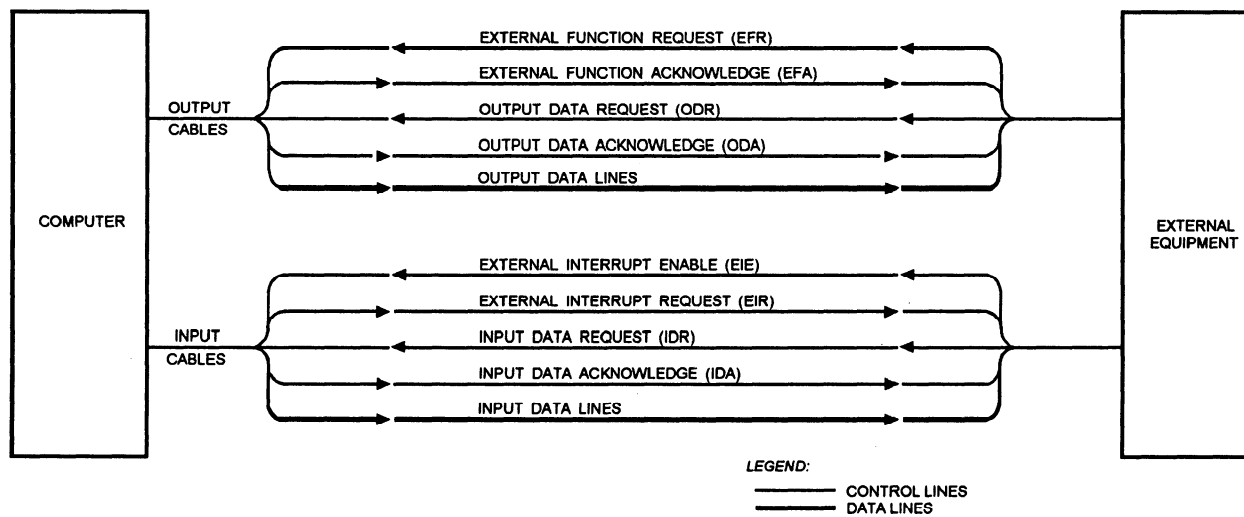 COMPUTER
OUTPUT
CABLES
EXTERNAL FUNCTION REQUEST (EFR)
EXTERNAL FUNCTION ACKNOWLEDGE (EFA)
OUTPUT DATA REQUEST (ODR)
OUTPUT DATA ACKNOWLEDGE (ODA)
OUTPUT DATA LINES
INPUT
CABLES
EXTERNAL INTERRUPT ENABLE (EIE)
EXTERNAL INTERRUPT REQUEST (EIR)
INPUT DATA REQUEST (IDR)
INPUT DATA ACKNOWLEDGE (IDA)
INPUT DATA LINES
EXTERNAL
EQUIPMENT
LEGEND:
CONTROL LINES
DATA LINES